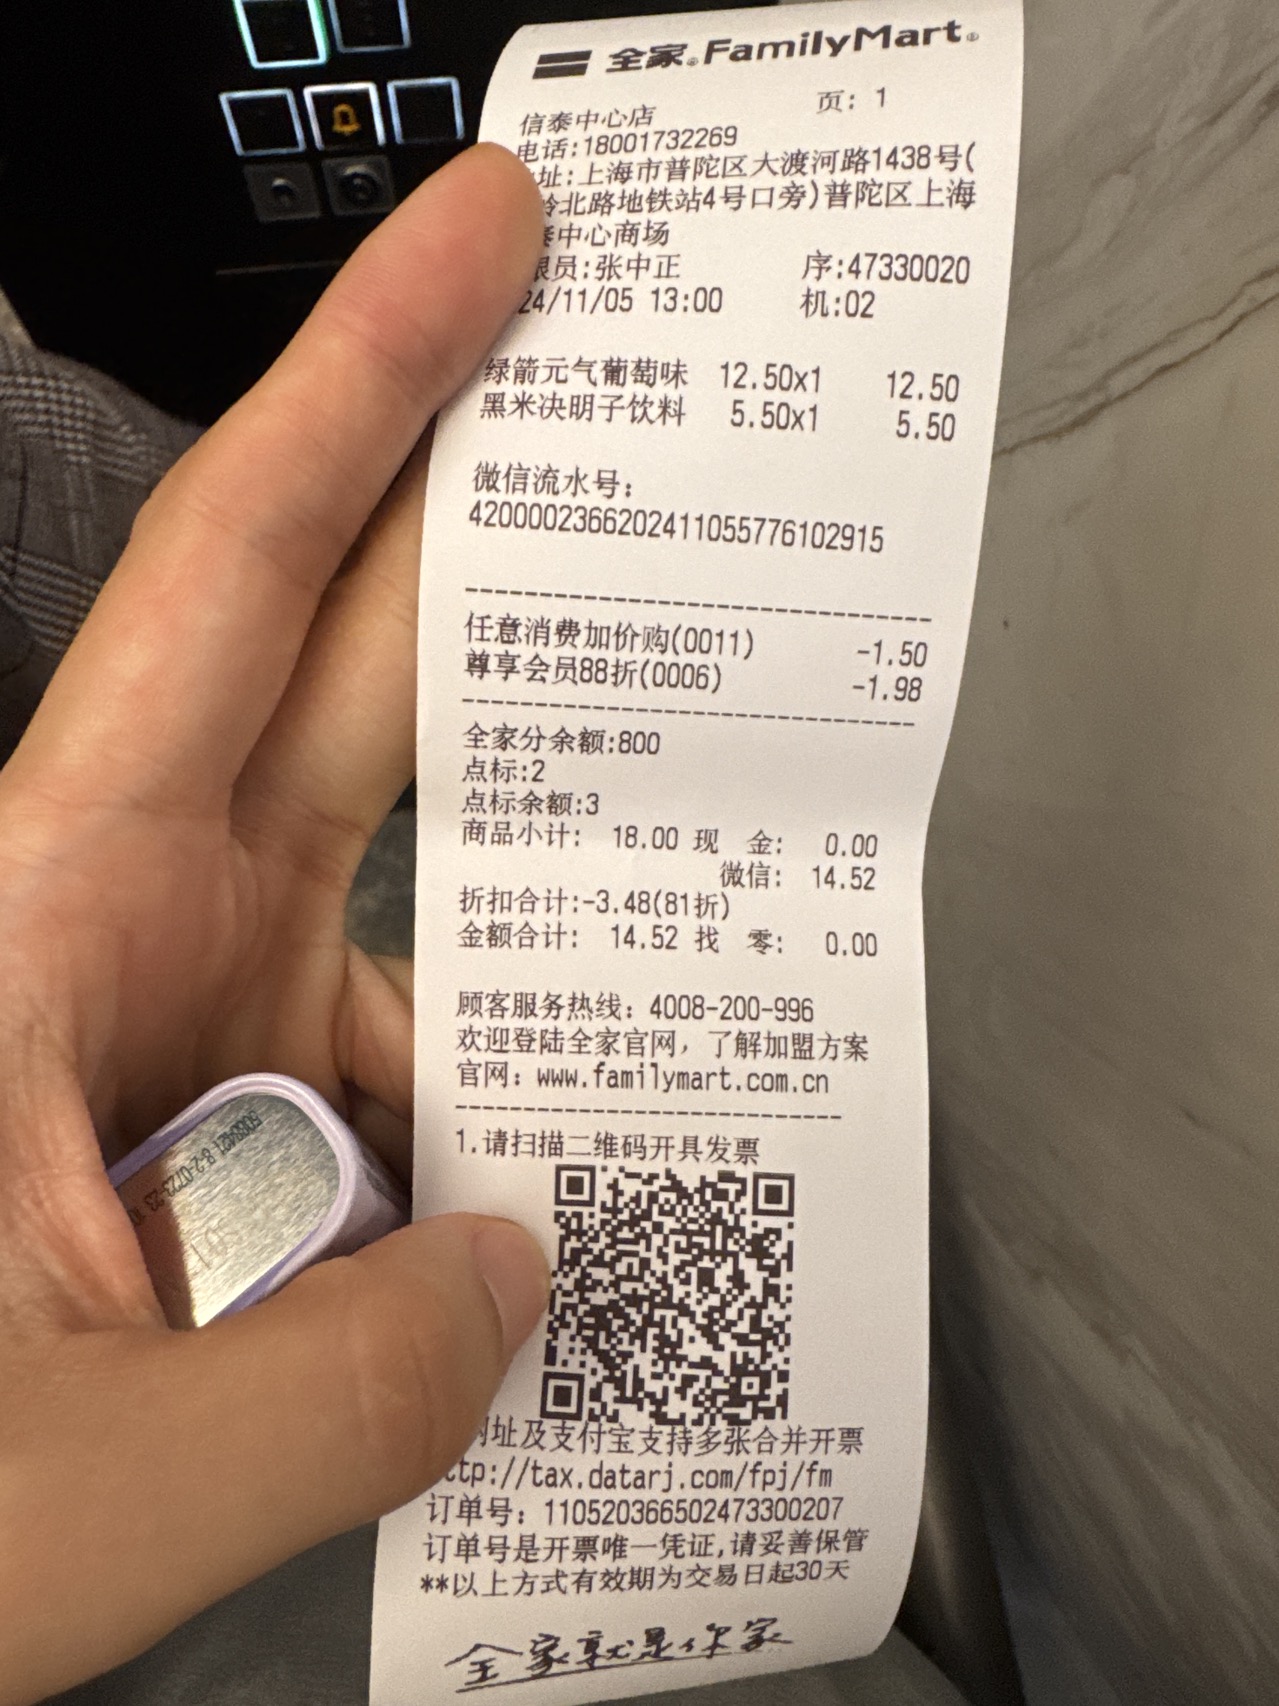 全家®FamilyMart®
页: 1
信泰中心店
电话:18001732269
址:上海市普陀区大渡河路1438号(
北路地铁站4号口旁)普陀区上海
泰中心商场
银员:张中正 序:47330020
24/11/05 13:00 机:02
绿箭元气葡萄味 12.50x1 12.50
黑米决明子饮料 5.50x1 5.50
微信流水号:
4200002366202411055776102915
任意消费加价购(0011) -1.50
尊享会员88折(0006) -1.98
全家分余额:800
点标:2
点标余额:3
商品小计: 18.00 现 金: 0.00
微信: 14.52
折扣合计:-3.48(81折)
金额合计: 14.52 找 零: 0.00
顾客服务热线: 4008-200-996
欢迎登陆全家官网, 了解加盟方案
官网: www.familymart.com.cn
1.请扫描二维码开具发票
网址及支付宝支持多张合并开票
ttp://tax.datarj.com/fpj/fm
订单号: 110520366502473300207
订单号是开票唯一凭证,请妥善保管
**以上方式有效期为交易日起30天
全家就是你家